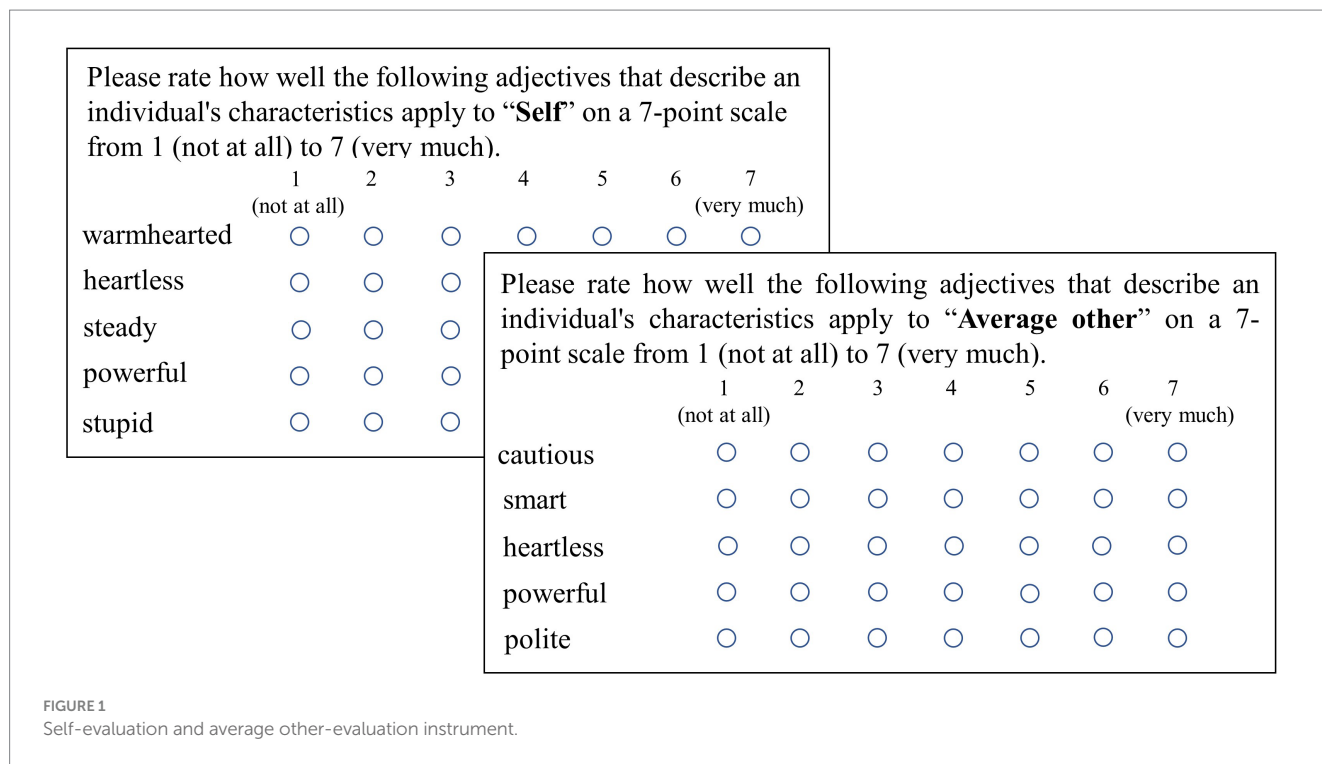 Please rate how well the following adjectives that describe an
individual's characteristics apply to “Self” on a 7-point scale
from 1 (not at all) to 7 (very much).
1 2 3 4 5 6 7
(not at all) (very much)
warmhearted
heartless
steady
powerful
stupid
Please rate how well the following adjectives that describe an
individual's characteristics apply to “Average other” on a 7-
point scale from 1 (not at all) to 7 (very much).
1 2 3 4 5 6 7
(not at all) (very much)
cautious
smart
heartless
powerful
polite
FIGURE 1
Self-evaluation and average other-evaluation instrument.